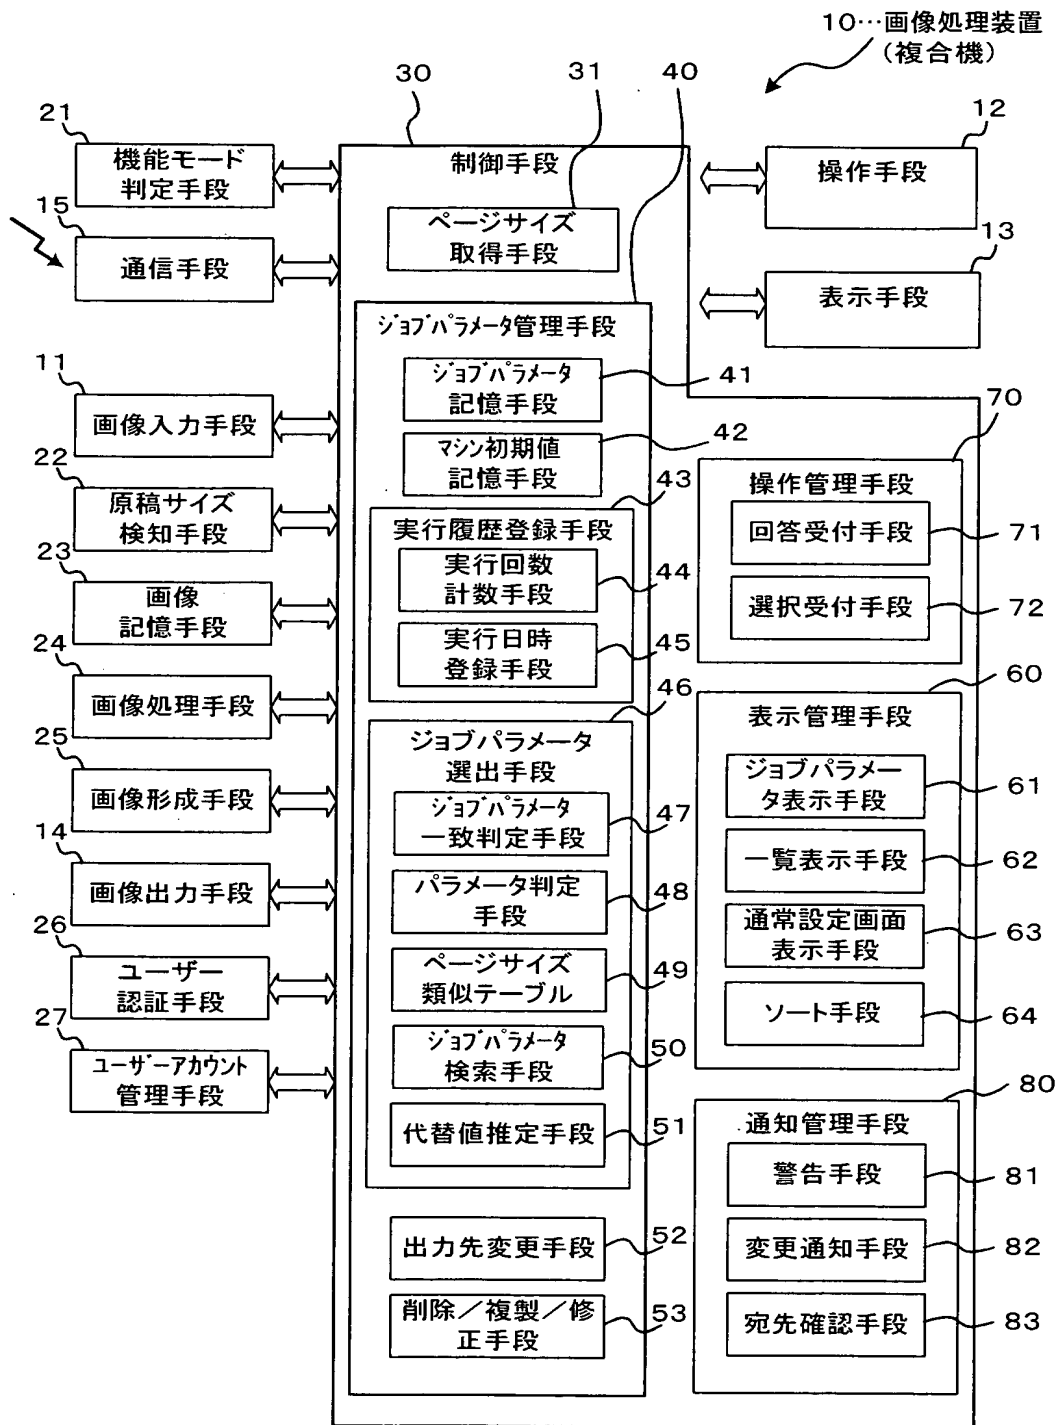 10…画像処理装置
(複合機)
30
31
40
21
機能モード
判定手段
制御手段
12
操作手段
ページサイズ
取得手段
15
通信手段
13
表示手段
ジョブパラメータ管理手段
ジョブパラメータ
記憶手段
41
11
画像入力手段
マシン初期値
記憶手段
42
70
操作管理手段
22
原稿サイズ
検知手段
43
実行履歴登録手段
回答受付手段
71
実行回数
計数手段
44
23
画像
記憶手段
選択受付手段
72
実行日時
登録手段
45
24
画像処理手段
46
ジョブパラメータ
選出手段
60
表示管理手段
25
画像形成手段
ジョブパラメータ
一致判定手段
47
ジョブパラメー
タ表示手段
61
14
画像出力手段
パラメータ判定
手段
48
一覧表示手段
62
26
ユーザー
認証手段
ページサイズ
類似テーブル
49
通常設定画面
表示手段
63
27
ユーザーアカウント
管理手段
ジョブパラメータ
検索手段
50
ソート手段
64
代替値推定手段
51
80
通知管理手段
警告手段
81
出力先変更手段
52
変更通知手段
82
削除/複製/修
正手段
53
宛先確認手段
83